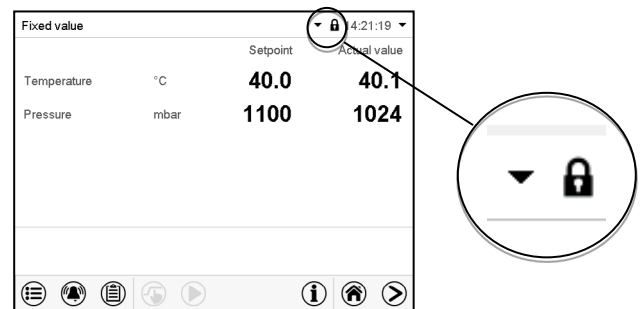 Fixed value 14:21:19
Setpoint Actual value
Temperature °C 40.0 40.1
Pressure mbar 1100 1024